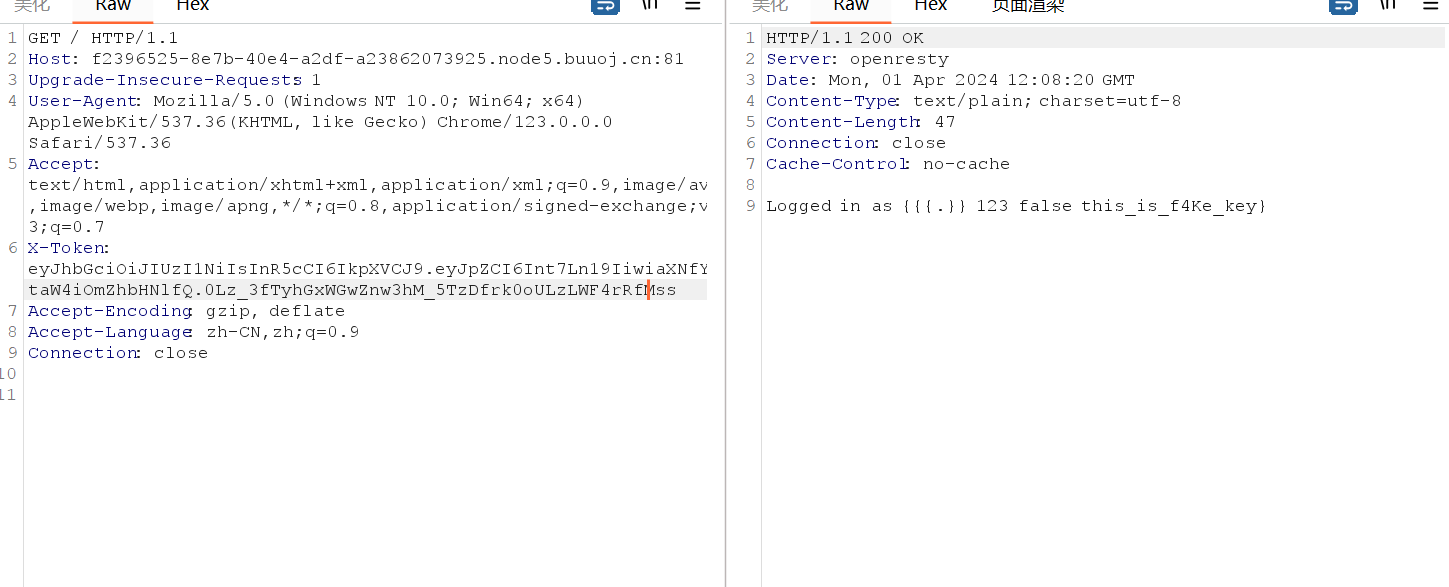 美化 Raw Hex \n
1 GET / HTTP/1.1
2 Host: f2396525-8e7b-40e4-a2df-a23862073925.node5.buuoj.cn:81
3 Upgrade-Insecure-Requests: 1
4 User-Agent: Mozilla/5.0 (Windows NT 10.0; Win64; x64)
AppleWebKit/537.36(KHTML, like Gecko) Chrome/123.0.0.0
Safari/537.36
5 Accept:
text/html,application/xhtml+xml,application/xml;q=0.9,image/av
,image/webp,image/apng,*/*;q=0.8,application/signed-exchange;v
3;q=0.7
6 X-Token:
eyJhbGciOiJIUzI1NiIsInR5cCI6IkpXVCJ9.eyJpZCI6Int7Ln19IiwiaXNfY
taW4iOmZhbHNlfQ.0Lz_3fTyhGxWGwZnw3hM_5TzDfrk0oULzLWF4rRfMss
7 Accept-Encoding: gzip, deflate
8 Accept-Language: zh-CN,zh;q=0.9
9 Connection: close
10
11
美化 Raw Hex 页面渲染 \n
1 HTTP/1.1 200 OK
2 Server: openresty
3 Date: Mon, 01 Apr 2024 12:08:20 GMT
4 Content-Type: text/plain; charset=utf-8
5 Content-Length: 47
6 Connection: close
7 Cache-Control: no-cache
8
9 Logged in as {{{.}} 123 false this_is_f4Ke_key}